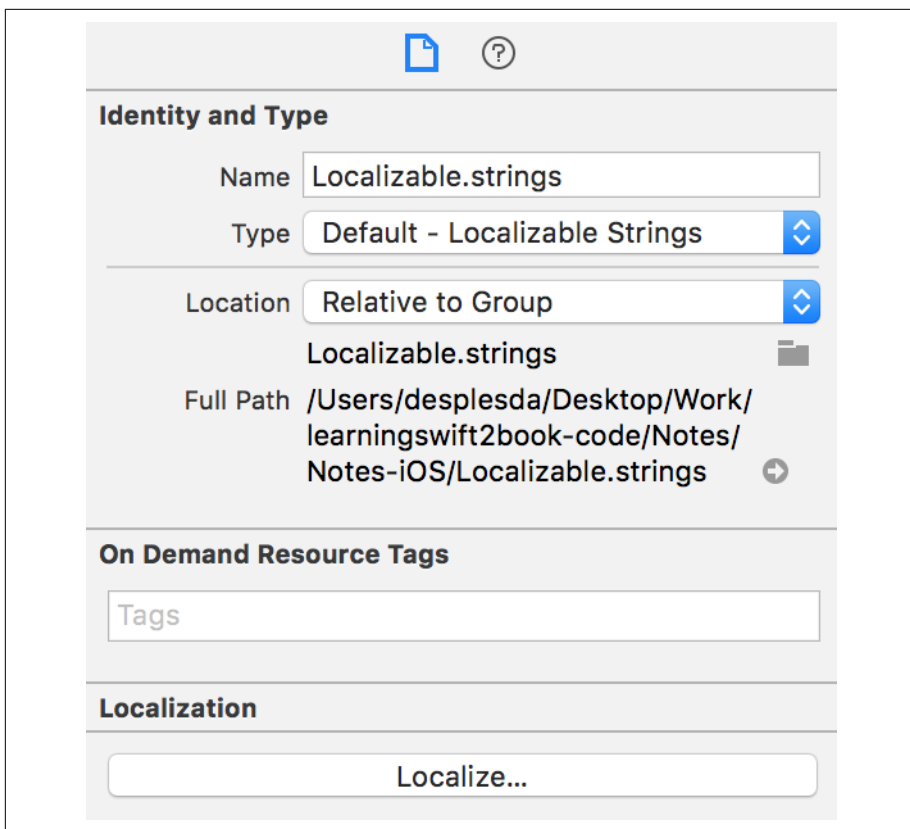 Identity and Type
Name Localizable.strings
Type Default - Localizable Strings
Location Relative to Group
Localizable.strings
Full Path /Users/desplesda/Desktop/Work/
learningswift2book-code/Notes/
Notes-iOS/Localizable.strings
On Demand Resource Tags
Tags
Localization
Localize...